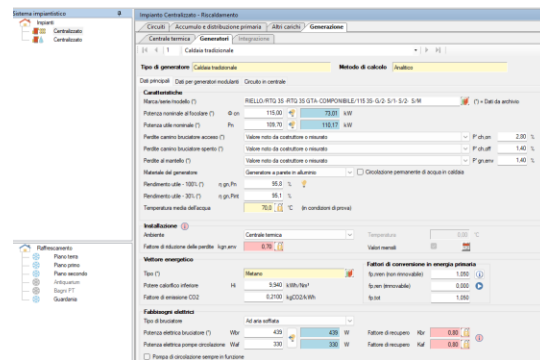 Sistema impiantistico
Impianti
Centralizzato
Centralizzato
Raffrescamento
Piano terra
Piano primo
Piano secondo
Antiquarium
Bagni PT
Guardania
Impianto Centralizzato - Riscaldamento
Circuiti Accumulo e distribuzione primaria Altri carichi Generazione
Centrale termica Generatori Integrazione
1 Caldaia tradizionale
Tipo di generatore Caldaia tradizionale Metodo di calcolo Analitico
Dati principali Dati per generatori modulanti Circuito in centrale
Caratteristiche
Marca/serie/modello (*) RIELLO/RTQ 3S -RTQ 3S GTA- COMPONIBILE/115 3S- G/2- S/1- S/2- S/M (*) = Dati da archivio
Potenza nominale al focolare (*) Φ cn 115,00 73,01 kW
Potenza utile nominale (*) Pn 109,70 110,17 kW
Perdite camino bruciatore acceso (*) Valore noto da costruttore o misurato P'ch,on 2,80 %
Perdite camino bruciatore spento (*) Valore noto da costruttore o misurato P'ch,off 1,40 %
Perdite al mantello (*) Valore noto da costruttore o misurato P'gn,env 1,40 %
Materiale del generatore Generatore a parete in alluminio Circolazione permanente di acqua in caldaia
Rendimento utile - 100% (*) η gn,Pn 95,8 %
Rendimento utile - 30% (*) η gn,Pint 95,1 %
Temperatura media dell'acqua 70,0 °C (in condizioni di prova)
Installazione
Ambiente Centrale termica Temperatura 0,00 °C
Fattore di riduzione delle perdite kgn,env 0,70 Valori mensili
Vettore energetico
Fattori di conversione in energia primaria
Tipo (*) Metano fp,nren (non rinnovabile) 1,050
Potere calorifico inferiore Hi 9,940 kWh/Nm³ fp,ren (rinnovabile) 0,000
Fattore di emissione CO2 0,2100 kgCO2/kWh fp,tot 1,050
Fabbisogni elettrici
Tipo di bruciatore Ad aria soffiata
Potenza elettrica bruciatore (*) Wbr 439 439 W Fattore di recupero Kbr 0,80
Potenza elettrica pompe circolazione Waf 330 330 W Fattore di recupero Kaf 0,80
Pompa di circolazione sempre in funzione